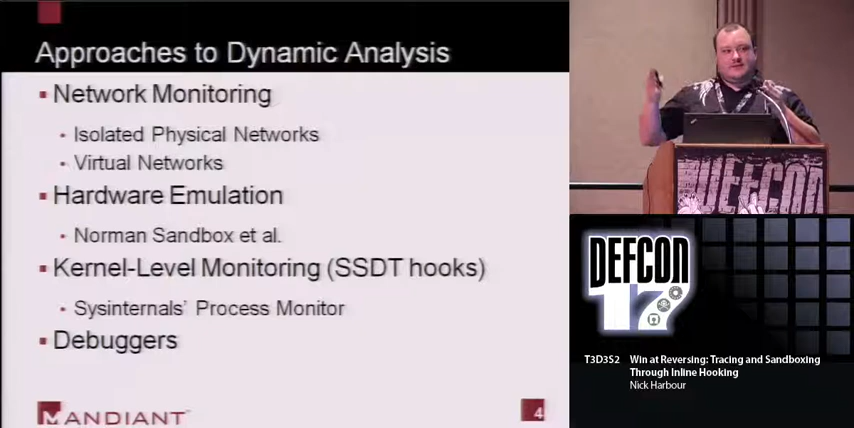 Approaches to Dynamic Analysis
Network Monitoring
Isolated Physical Networks
Virtual Networks
Hardware Emulation
Norman Sandbox et al.
Kernel-Level Monitoring (SSDT hooks)
Sysinternals' Process Monitor
Debuggers
MANDIANT
4
DEFCON
DEFCON
17
T3D3S2 Win at Reversing: Tracing and Sandboxing
Through Inline Hooking
Nick Harbour